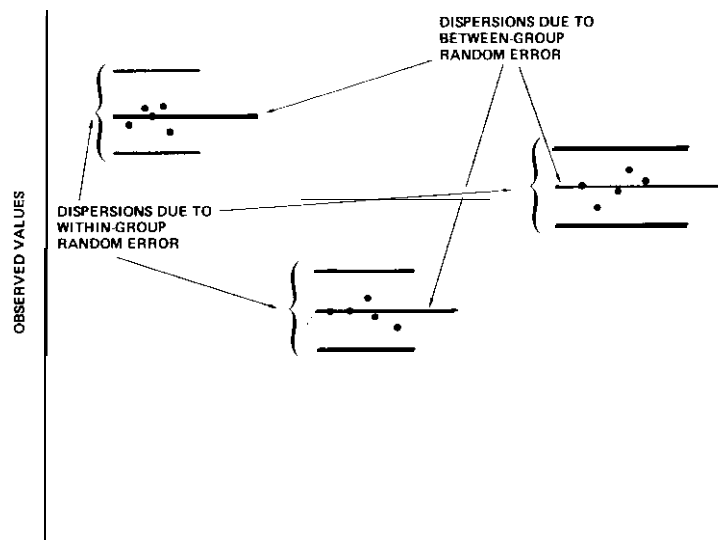 DISPERSIONS DUE TO
BETWEEN-GROUP
RANDOM ERROR
DISPERSIONS DUE TO
WITHIN-GROUP
RANDOM ERROR
OBSERVED VALUES